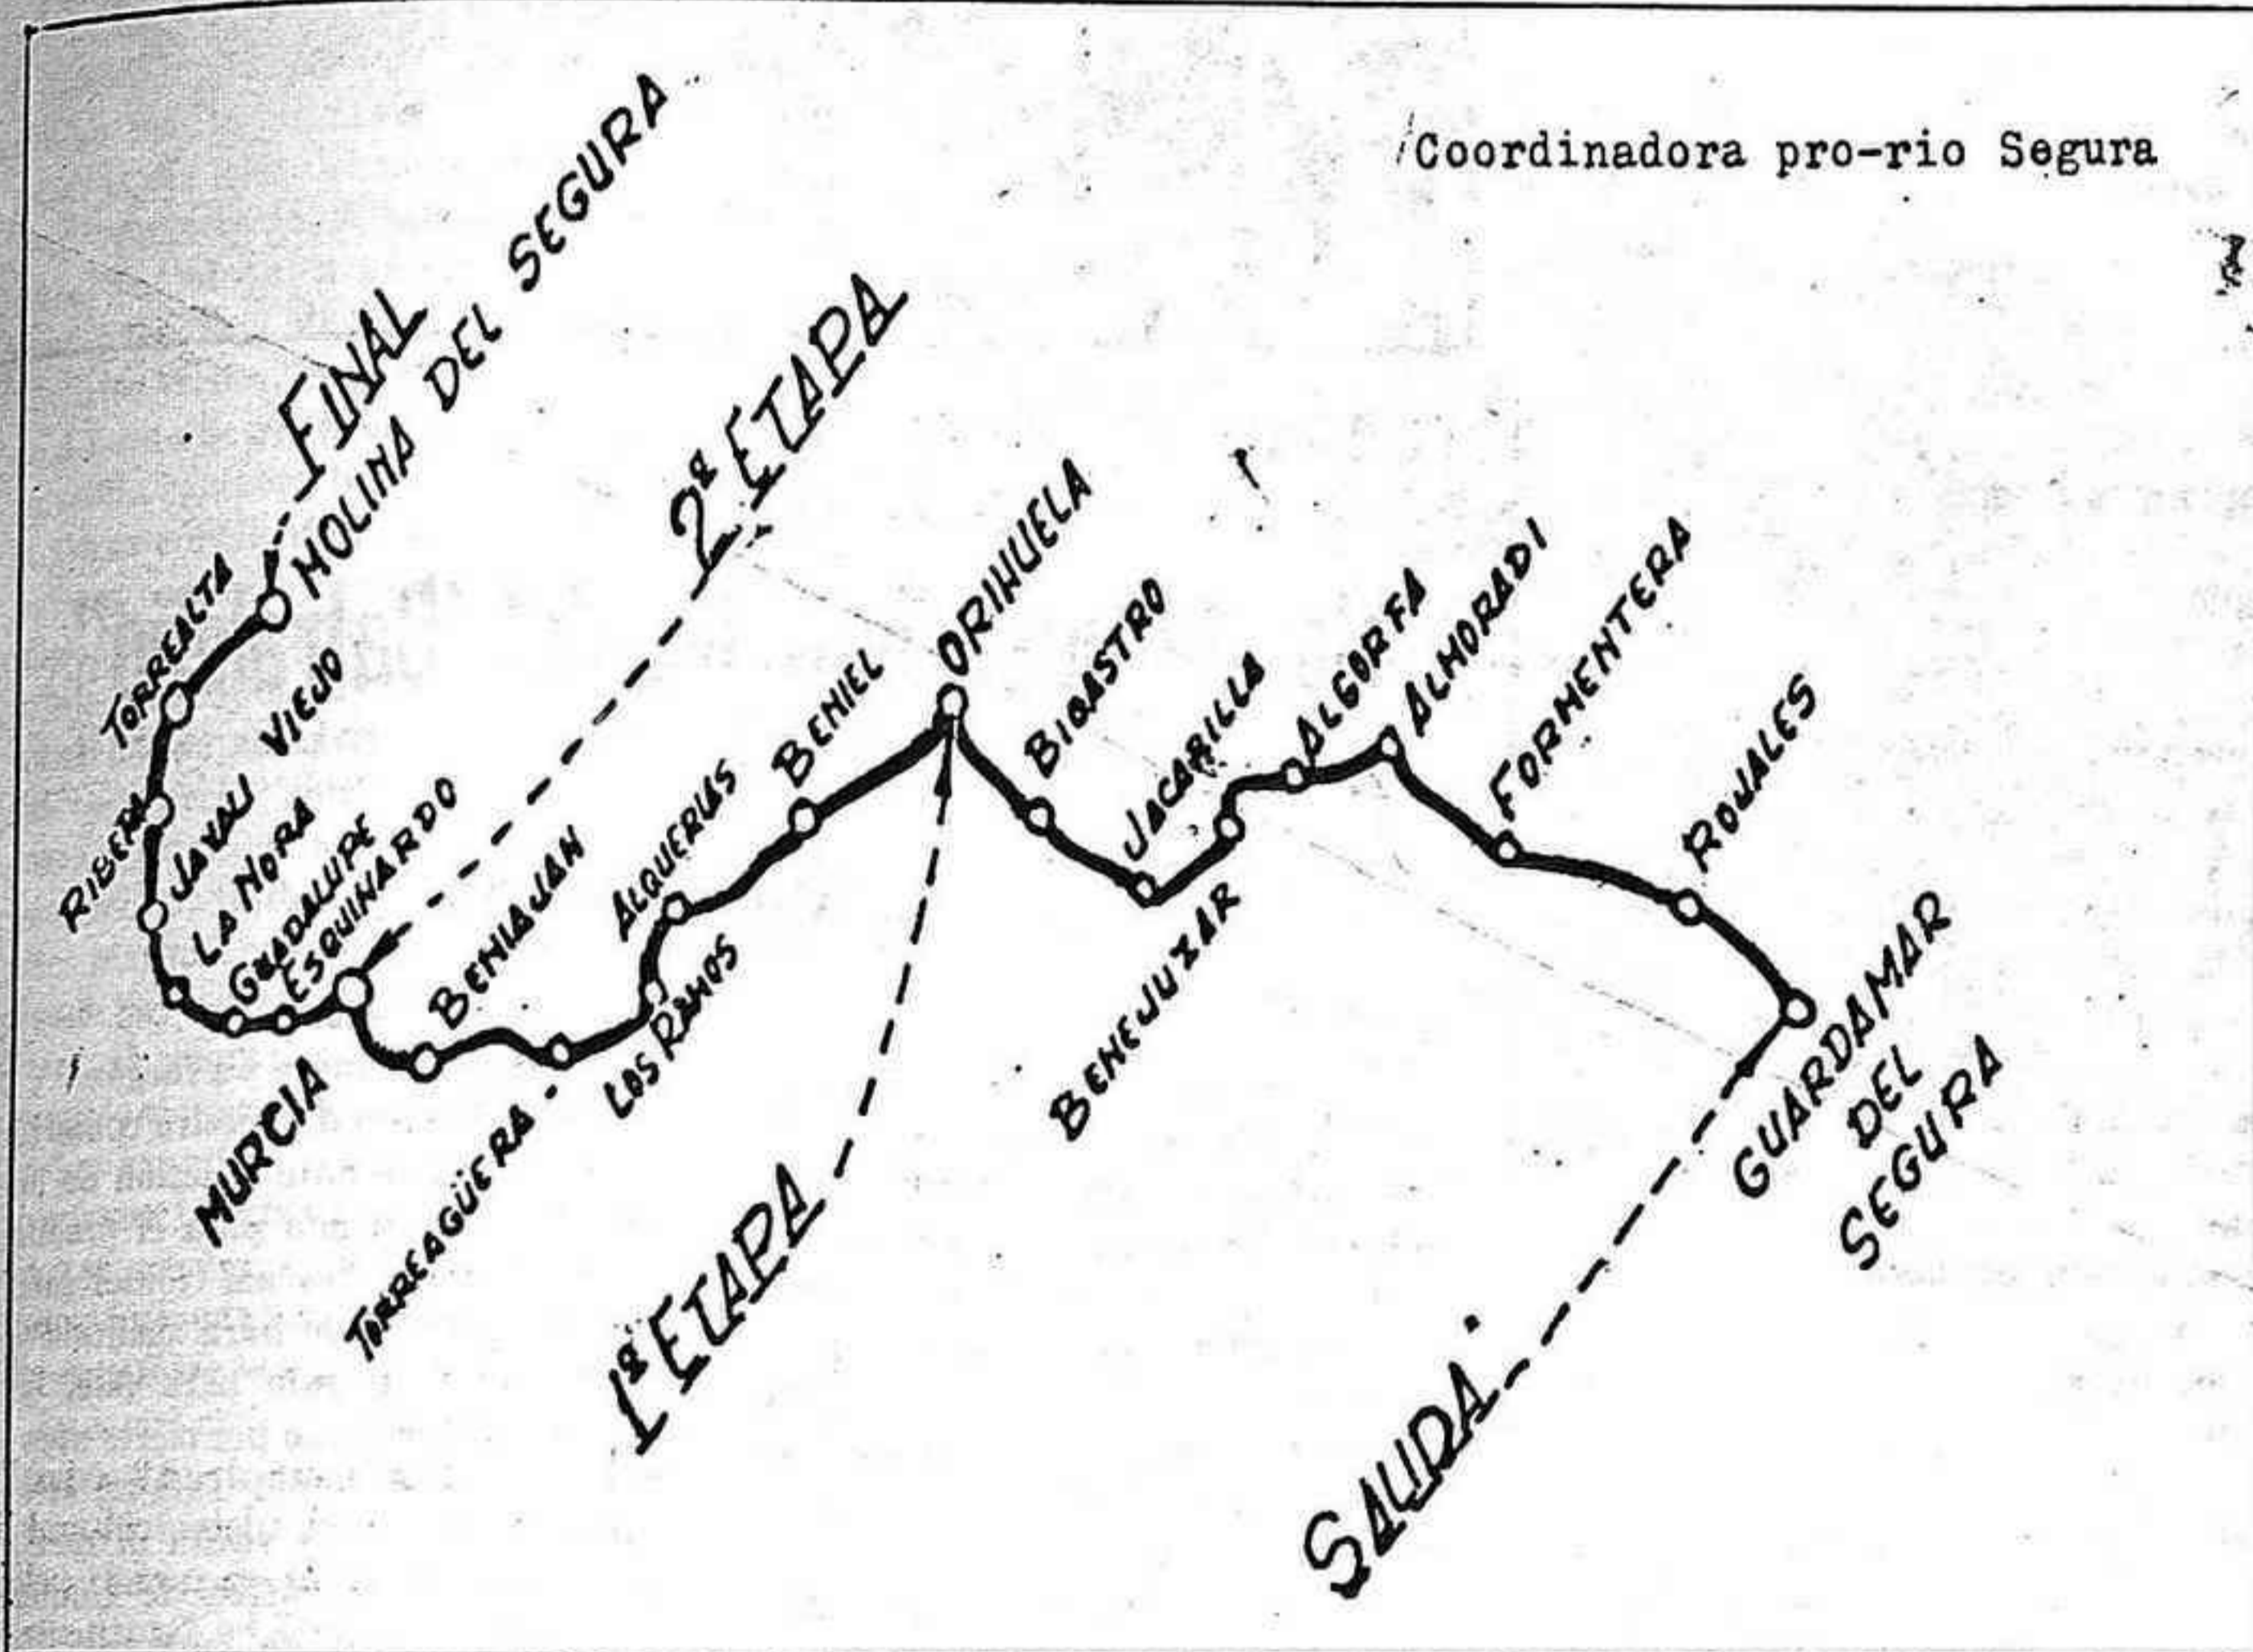 Coordinadora pro-rio Segura
FINAL
MOLINA DEL SEGURA
2ª ETAPA
TORREALTA
RIBERA
JAVALI VIEJO
LA NORA
GUADALUPE
ESPINARDO
MURCIA
BENIAJAN
TORREAGÜERA
LOS RAMOS
ALQUERIAS
BENIEL
ORIHUELA
1ª ETAPA
BIGASTRO
JACARILLA
BENEJUZAR
ALGORFA
ALMORADI
FORMENTERA
ROJALES
GUARDAMAR
DEL
SEGURA
SALIDA